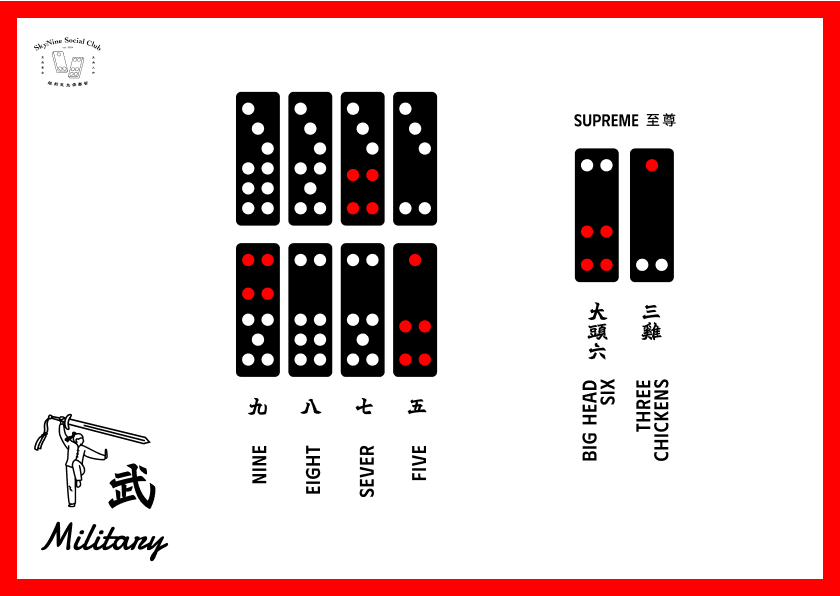 SkyNine Social Club
SUPREME 至尊
九
八
七
五
大頭六
三雞
NINE
EIGHT
SEVER
FIVE
BIG HEAD
SIX
THREE
CHICKENS
武
Military